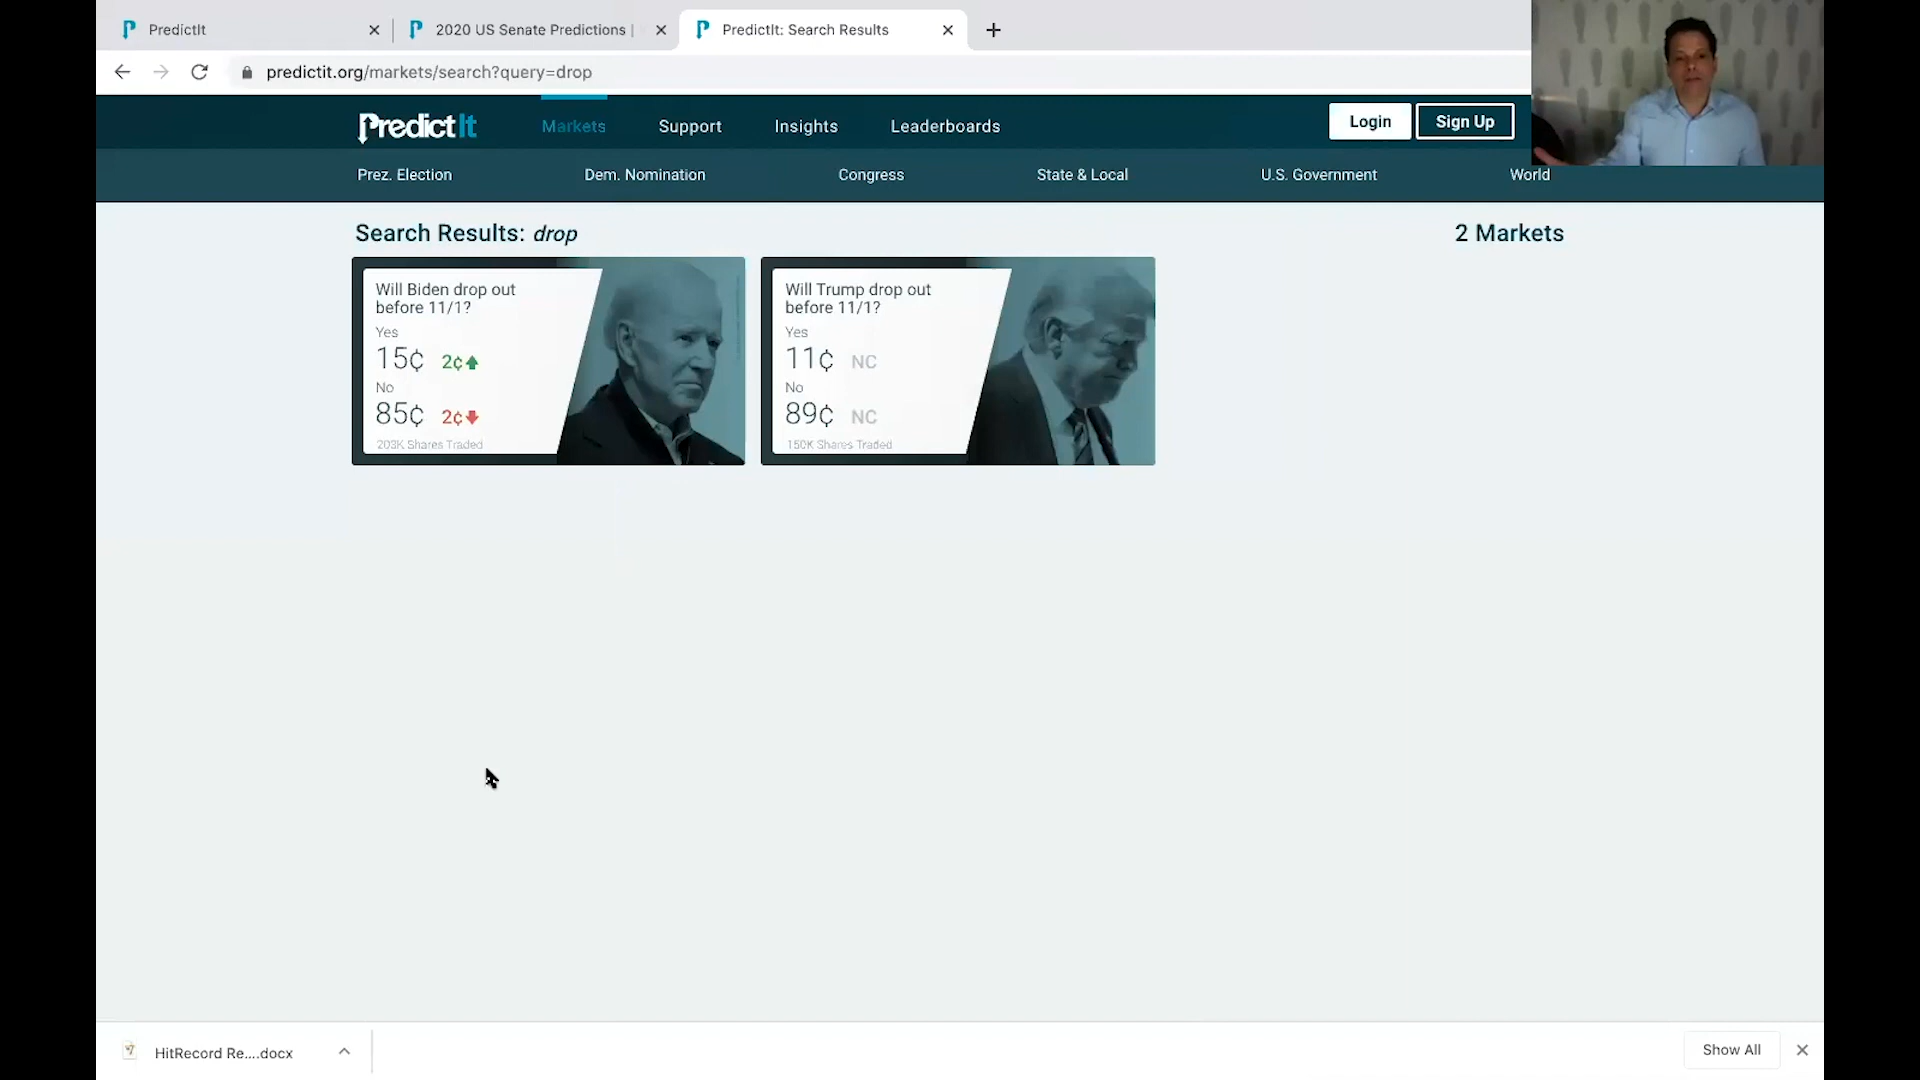 PredictIt
2020 US Senate Predictions |
PredictIt: Search Results
predictit.org/markets/search?query=drop
PredictIt
Markets
Support
Insights
Leaderboards
Login
Sign Up
Prez. Election
Dem. Nomination
Congress
State & Local
U.S. Government
World
Search Results: drop
2 Markets
Will Biden drop out
before 11/1?
Yes
15¢ 2¢
No
85¢ 2¢
203K Shares Traded
Will Trump drop out
before 11/1?
Yes
11¢ NC
No
89¢ NC
150K Shares Traded
HitRecord Re....docx
Show All